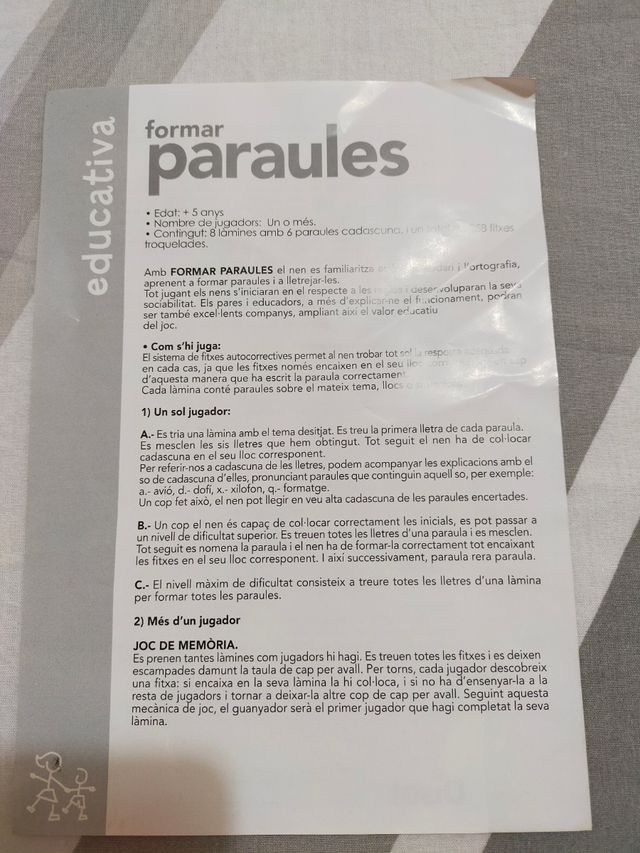 educativa
formar
paraules
• Edat: + 5 anys
• Nombre de jugadors: Un o més.
• Contingut: 8 làmines amb 6 paraules cadascuna, i un fitxes
troquelades.
Amb FORMAR PARAULES el nen es familiaritza i l'ortografia,
aprenent a formar paraules i a lletrejar-les.
Tot jugant els nens s'iniciaran en el respecte a les i desenvoluparan la seva
sociabilitat. Els pares i educadors, a més d'explicar-ne el funcionament, podran
ser també excel·lents companys, ampliant així el valor educatiu
del joc.
• Com s'hi juga:
El sistema de fitxes autocorrectives permet al nen trobar tot sol la resposta
en cada cas, ja que les fitxes només encaixen en el seu lloc cap
d'aquesta manera que ha escrit la paraula correctament.
Cada làmina conté paraules sobre el mateix tema, llocs o
1) Un sol jugador:
A.- Es tria una làmina amb el tema desitjat. Es treu la primera lletra de cada paraula.
Es mesclen les sis lletres que hem obtingut. Tot seguit el nen ha de col·locar
cadascuna en el seu lloc corresponent.
Per referir-nos a cadascuna de les lletres, podem acompanyar les explicacions amb el
so de cadascuna d'elles, pronunciant paraules que continguin aquell so, per exemple:
a.- avió, d.- dofí, x.- xilofon, q.- formatge.
Un cop fet això, el nen pot llegir en veu alta cadascuna de les paraules encertades.
B.- Un cop el nen és capaç de col·locar correctament les inicials, es pot passar a
un nivell de dificultat superior. Es treuen totes les lletres d'una paraula i es mesclen.
Tot seguit es nomena la paraula i el nen ha de formar-la correctament tot encaixant
les fitxes en el seu lloc corresponent. I així successivament, paraula rera paraula.
C.- El nivell màxim de dificultat consisteix a treure totes les lletres d'una làmina
per formar totes les paraules.
2) Més d'un jugador
JOC DE MEMÒRIA.
Es prenen tantes làmines com jugadors hi hagi. Es treuen totes les fitxes i es deixen
escampades damunt la taula de cap per avall. Per torns, cada jugador descobreix
una fitxa: si encaixa en la seva làmina la hi col·loca, i si no ha d'ensenyar-la a la
resta de jugadors i tornar a deixar-la altre cop de cap per avall. Seguint aquesta
mecànica de joc, el guanyador serà el primer jugador que hagi completat la seva
làmina.